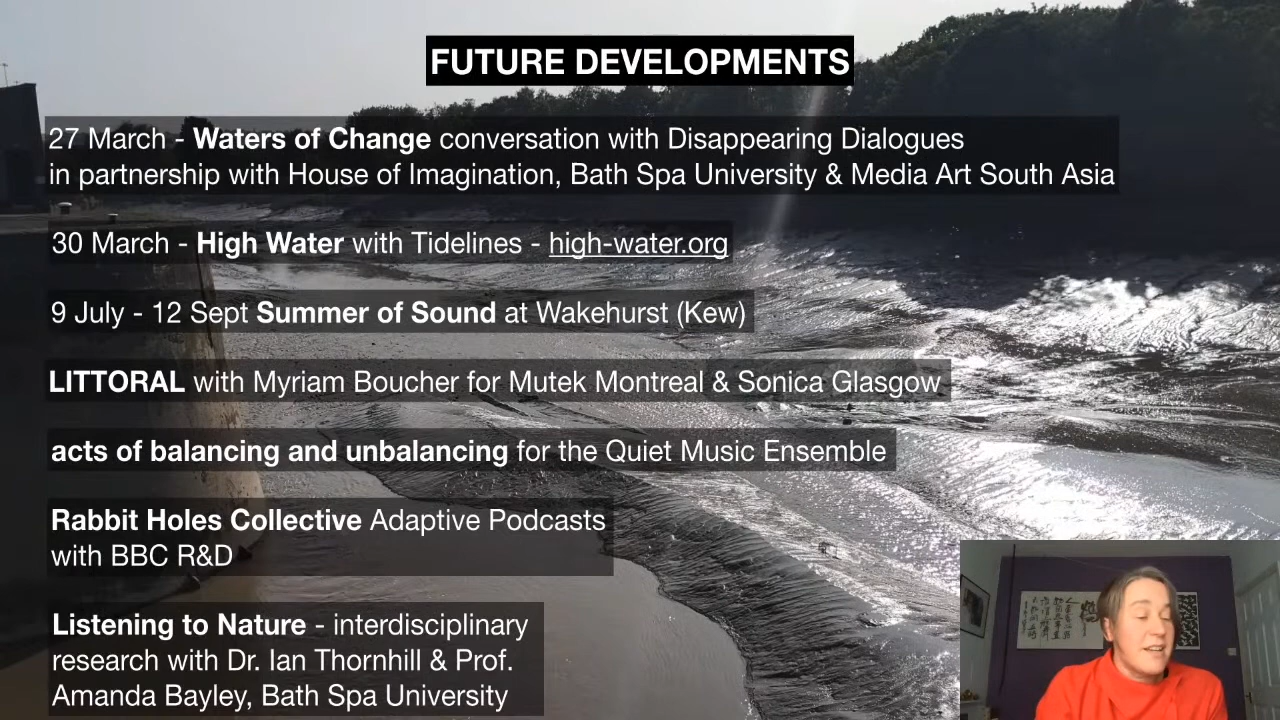 FUTURE DEVELOPMENTS
27 March - Waters of Change conversation with Disappearing Dialogues
in partnership with House of Imagination, Bath Spa University & Media Art South Asia
30 March - High Water with Tidelines - high-water.org
9 July - 12 Sept Summer of Sound at Wakehurst (Kew)
LITTORAL with Myriam Boucher for Mutek Montreal & Sonica Glasgow
acts of balancing and unbalancing for the Quiet Music Ensemble
Rabbit Holes Collective Adaptive Podcasts
with BBC R&D
Listening to Nature - interdisciplinary
research with Dr. Ian Thornhill & Prof.
Amanda Bayley, Bath Spa University